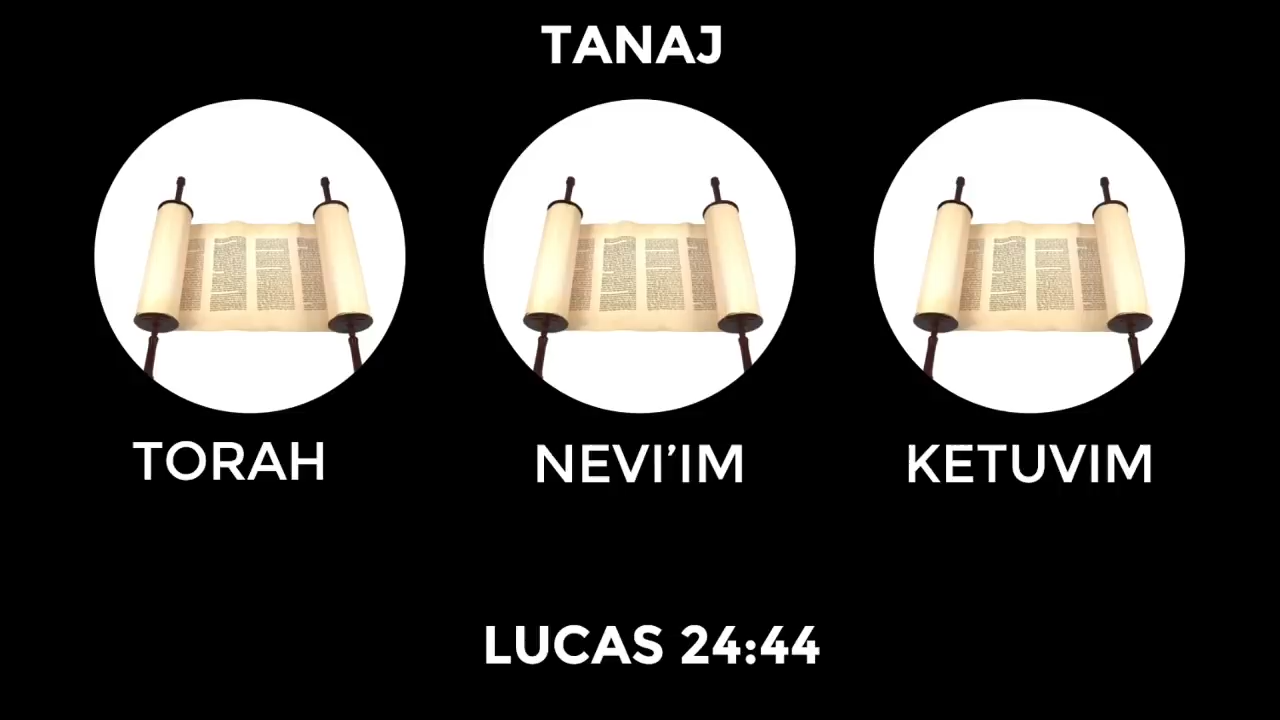 TANAJ
TORAH
NEVI’IM
KETUVIM
LUCAS 24:44